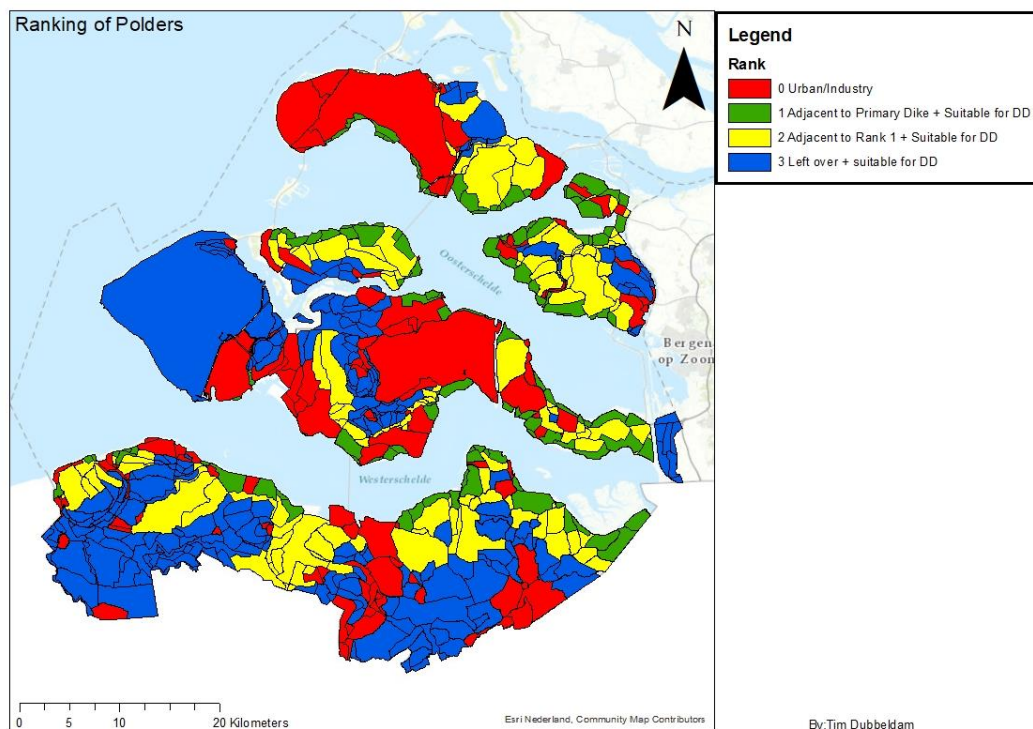 Ranking of Polders
N
Legend
Rank
0 Urban/Industry
1 Adjacent to Primary Dike + Suitable for DD
2 Adjacent to Rank 1 + Suitable for DD
3 Left over + suitable for DD
Oosterschelde
Bergen
op Zoom
Westerschelde
0 5 10 20 Kilometers
Esri Nederland, Community Map Contributors
By:Tim Dubbeldam